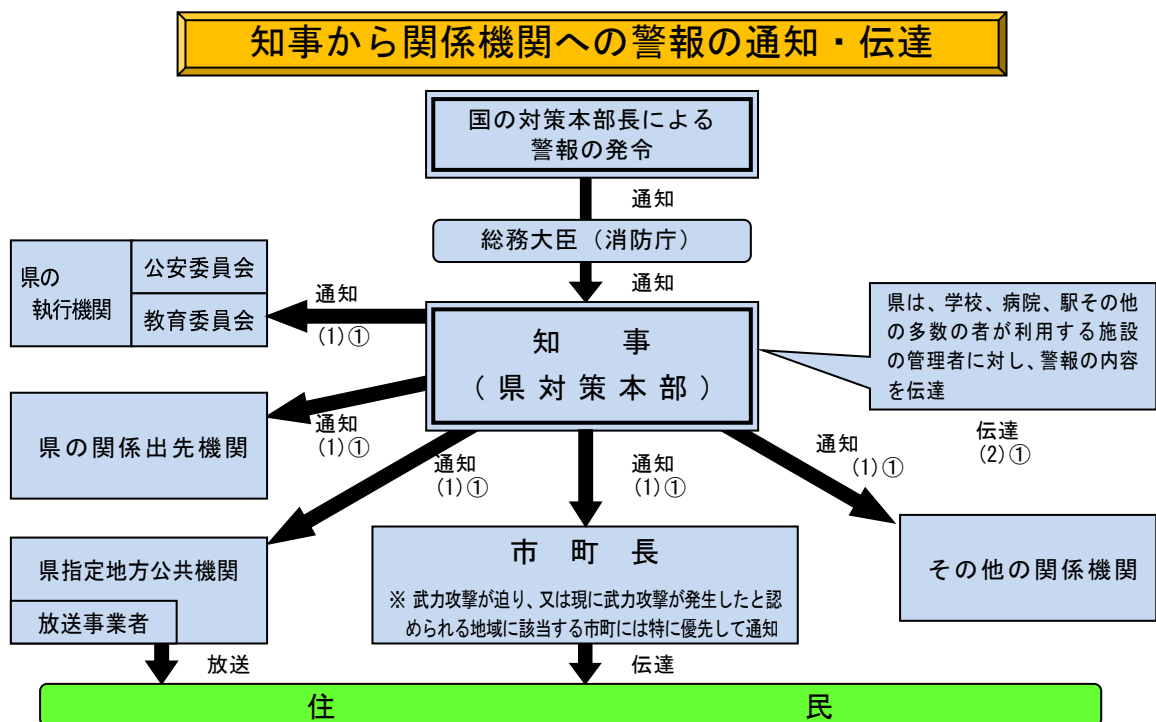 知事から関係機関への警報の通知・伝達
国の対策本部長による
警報の発令
通知
総務大臣（消防庁）
通知
県の
執行機関
公安委員会
教育委員会
通知
(1)①
知　事
（県対策本部）
県は、学校、病院、駅その他
の多数の者が利用する施設
の管理者に対し、警報の内容
を伝達
伝達
(2)①
県の関係出先機関
通知
(1)①
通知
(1)①
通知
(1)①
通知
(1)①
県指定地方公共機関
放送事業者
市　町　長
※ 武力攻撃が迫り、又は現に武力攻撃が発生したと認
められる地域に該当する市町には特に優先して通知
その他の関係機関
放送
伝達
住　民